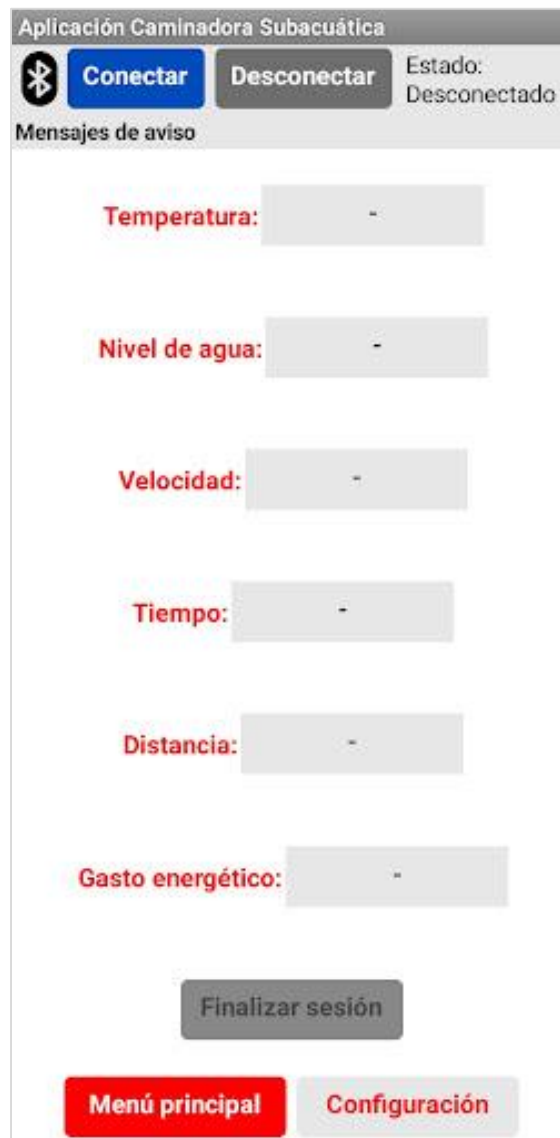 Aplicación Caminadora Subacuática
Conectar Desconectar Estado:
Desconectado
Mensajes de aviso
Temperatura: -
Nivel de agua: -
Velocidad: -
Tiempo: -
Distancia: -
Gasto energético: -
Finalizar sesión
Menú principal Configuración